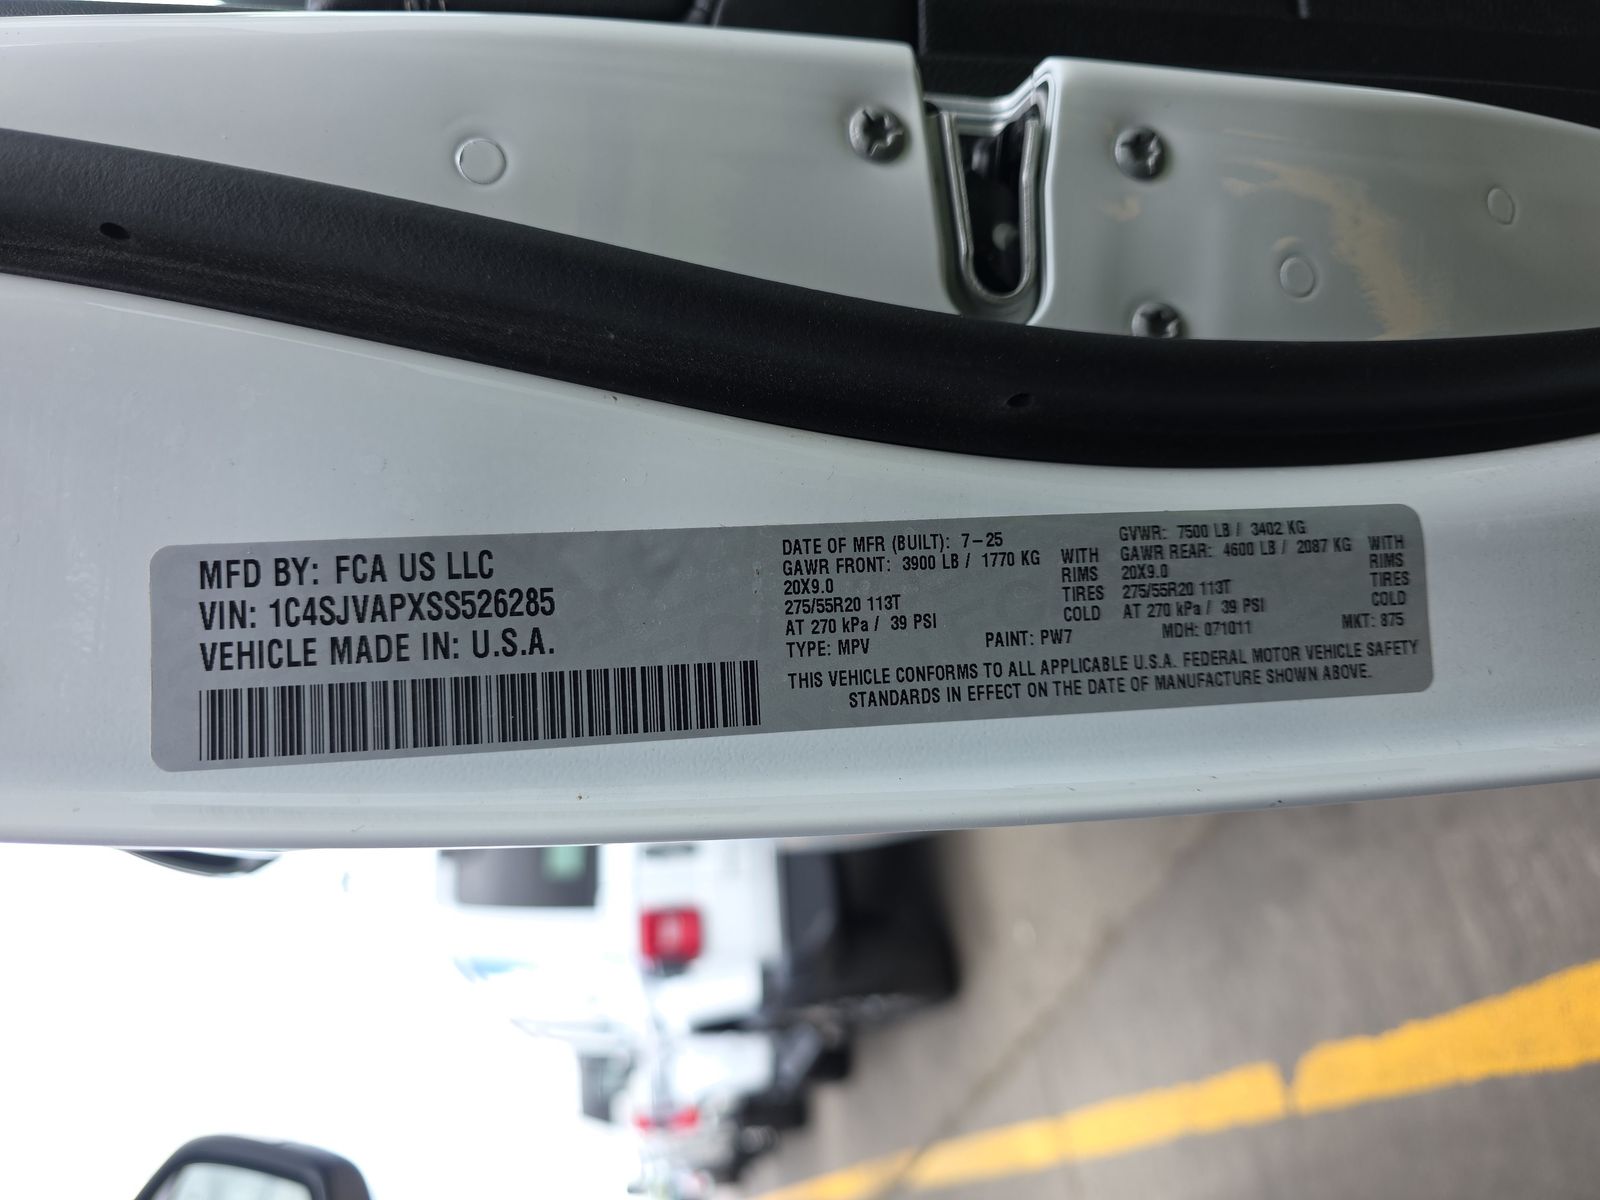 MFD BY: FCA US LLC
VIN: 1C4SJVAPXSS526285
VEHICLE MADE IN: U.S.A.
DATE OF MFR (BUILT): 7-25
GAWR FRONT: 3900 LB / 1770 KG WITH
20X9.0 RIMS
275/55R20 113T TIRES
AT 270 kPa / 39 PSI COLD
TYPE: MPV PAINT: PW7
GVWR: 7500 LB / 3402 KG
GAWR REAR: 4600 LB / 2087 KG WITH
20X9.0 RIMS
275/55R20 113T TIRES
AT 270 kPa / 39 PSI COLD
MDH: 071011 MKT: 875
THIS VEHICLE CONFORMS TO ALL APPLICABLE U.S.A. FEDERAL MOTOR VEHICLE SAFETY
STANDARDS IN EFFECT ON THE DATE OF MANUFACTURE SHOWN ABOVE.